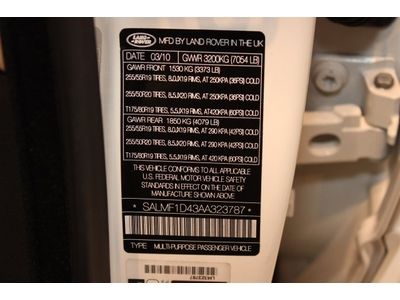 LAND ROVER
MFD BY LAND ROVER IN THE UK
DATE 03/10 GVWR 3200KG (7054 LB)
GAWR FRONT 1530 KG (3373 LB)
255/55R19 TIRES, 8.0JX19 RIMS, AT 250KPA (36PSI) COLD
255/50R20 TIRES, 8.5JX20 RIMS, AT 250KPA (36PSI) COLD
T175/80R19 TIRES, 5.5JX19 RIMS, AT 420KPA (60PSI) COLD
GAWR REAR 1850 KG (4079 LB)
255/55R19 TIRES, 8.0JX19 RIMS, AT 290 KPA (42PSI) COLD
255/50R20 TIRES, 8.5JX20 RIMS, AT 290 KPA (42PSI) COLD
T175/80R19 TIRES, 5.5JX19 RIMS, AT 420 KPA (60PSI) COLD
THIS VEHICLE CONFORMS TO ALL APPLICABLE
U.S. FEDERAL MOTOR VEHICLE SAFETY
STANDARDS IN EFFECT ON THE DATE OF
MANUFACTURE SHOWN ABOVE
* SALMF1D43AA323787 *
TYPE MULTI-PURPOSE PASSENGER VEHICLE
LM323787